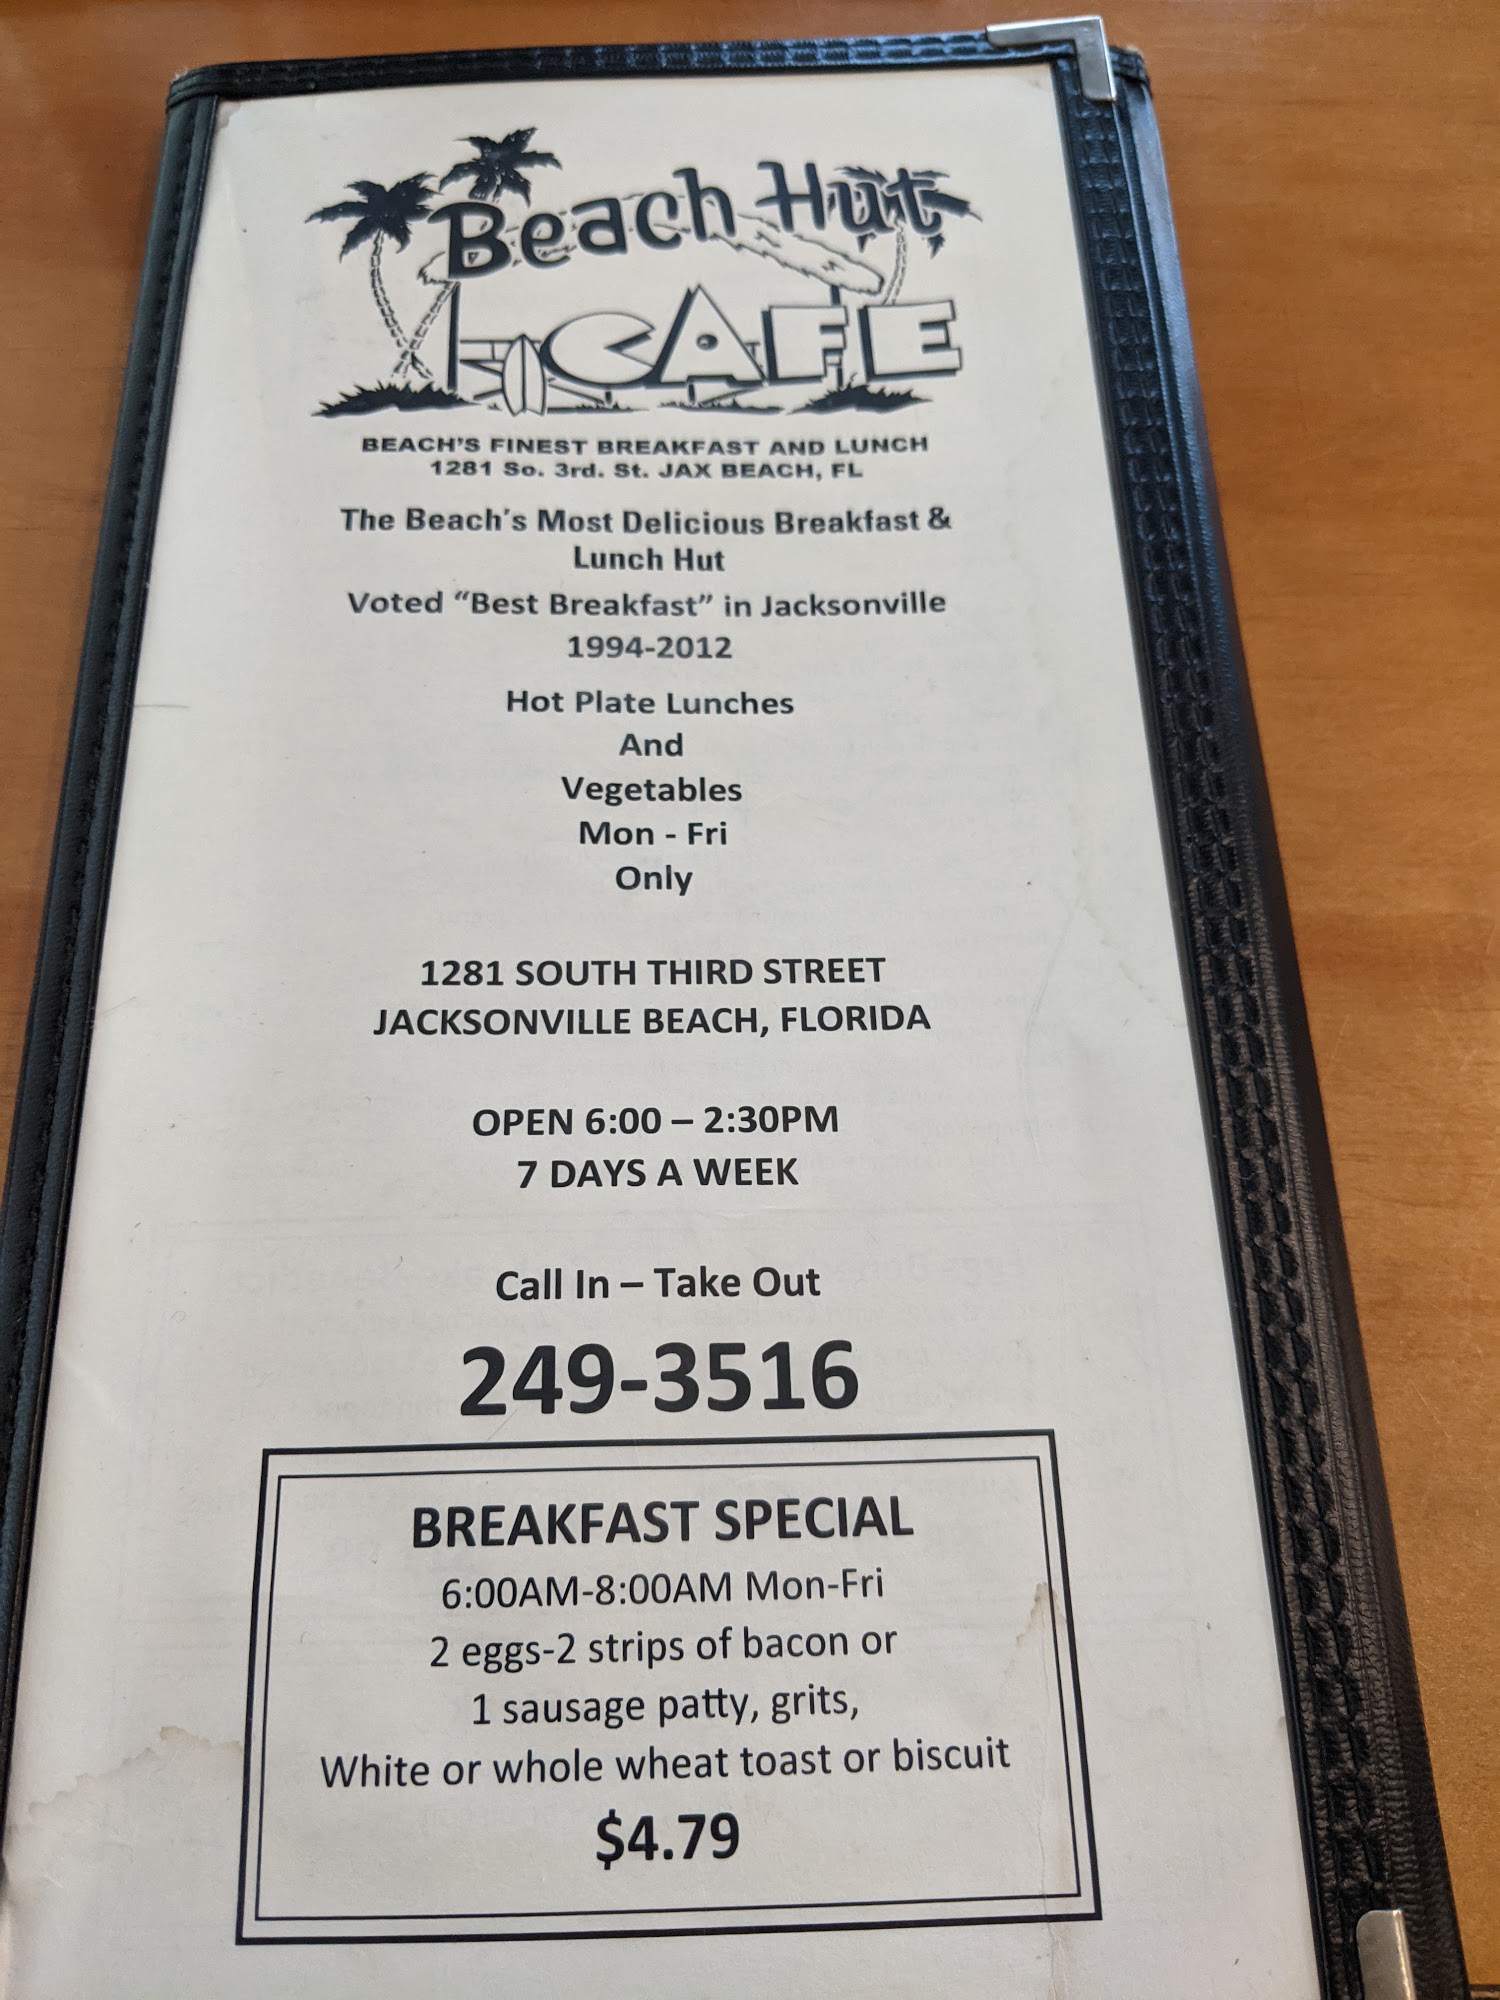 Beach Hut
CAFE
BEACH'S FINEST BREAKFAST AND LUNCH
1281 So. 3rd. St. JAX BEACH, FL
The Beach's Most Delicious Breakfast &
Lunch Hut
Voted “Best Breakfast” in Jacksonville
1994-2012
Hot Plate Lunches
And
Vegetables
Mon - Fri
Only
1281 SOUTH THIRD STREET
JACKSONVILLE BEACH, FLORIDA
OPEN 6:00 – 2:30PM
7 DAYS A WEEK
Call In – Take Out
249-3516
BREAKFAST SPECIAL
6:00AM-8:00AM Mon-Fri
2 eggs-2 strips of bacon or
1 sausage patty, grits,
White or whole wheat toast or biscuit
$4.79